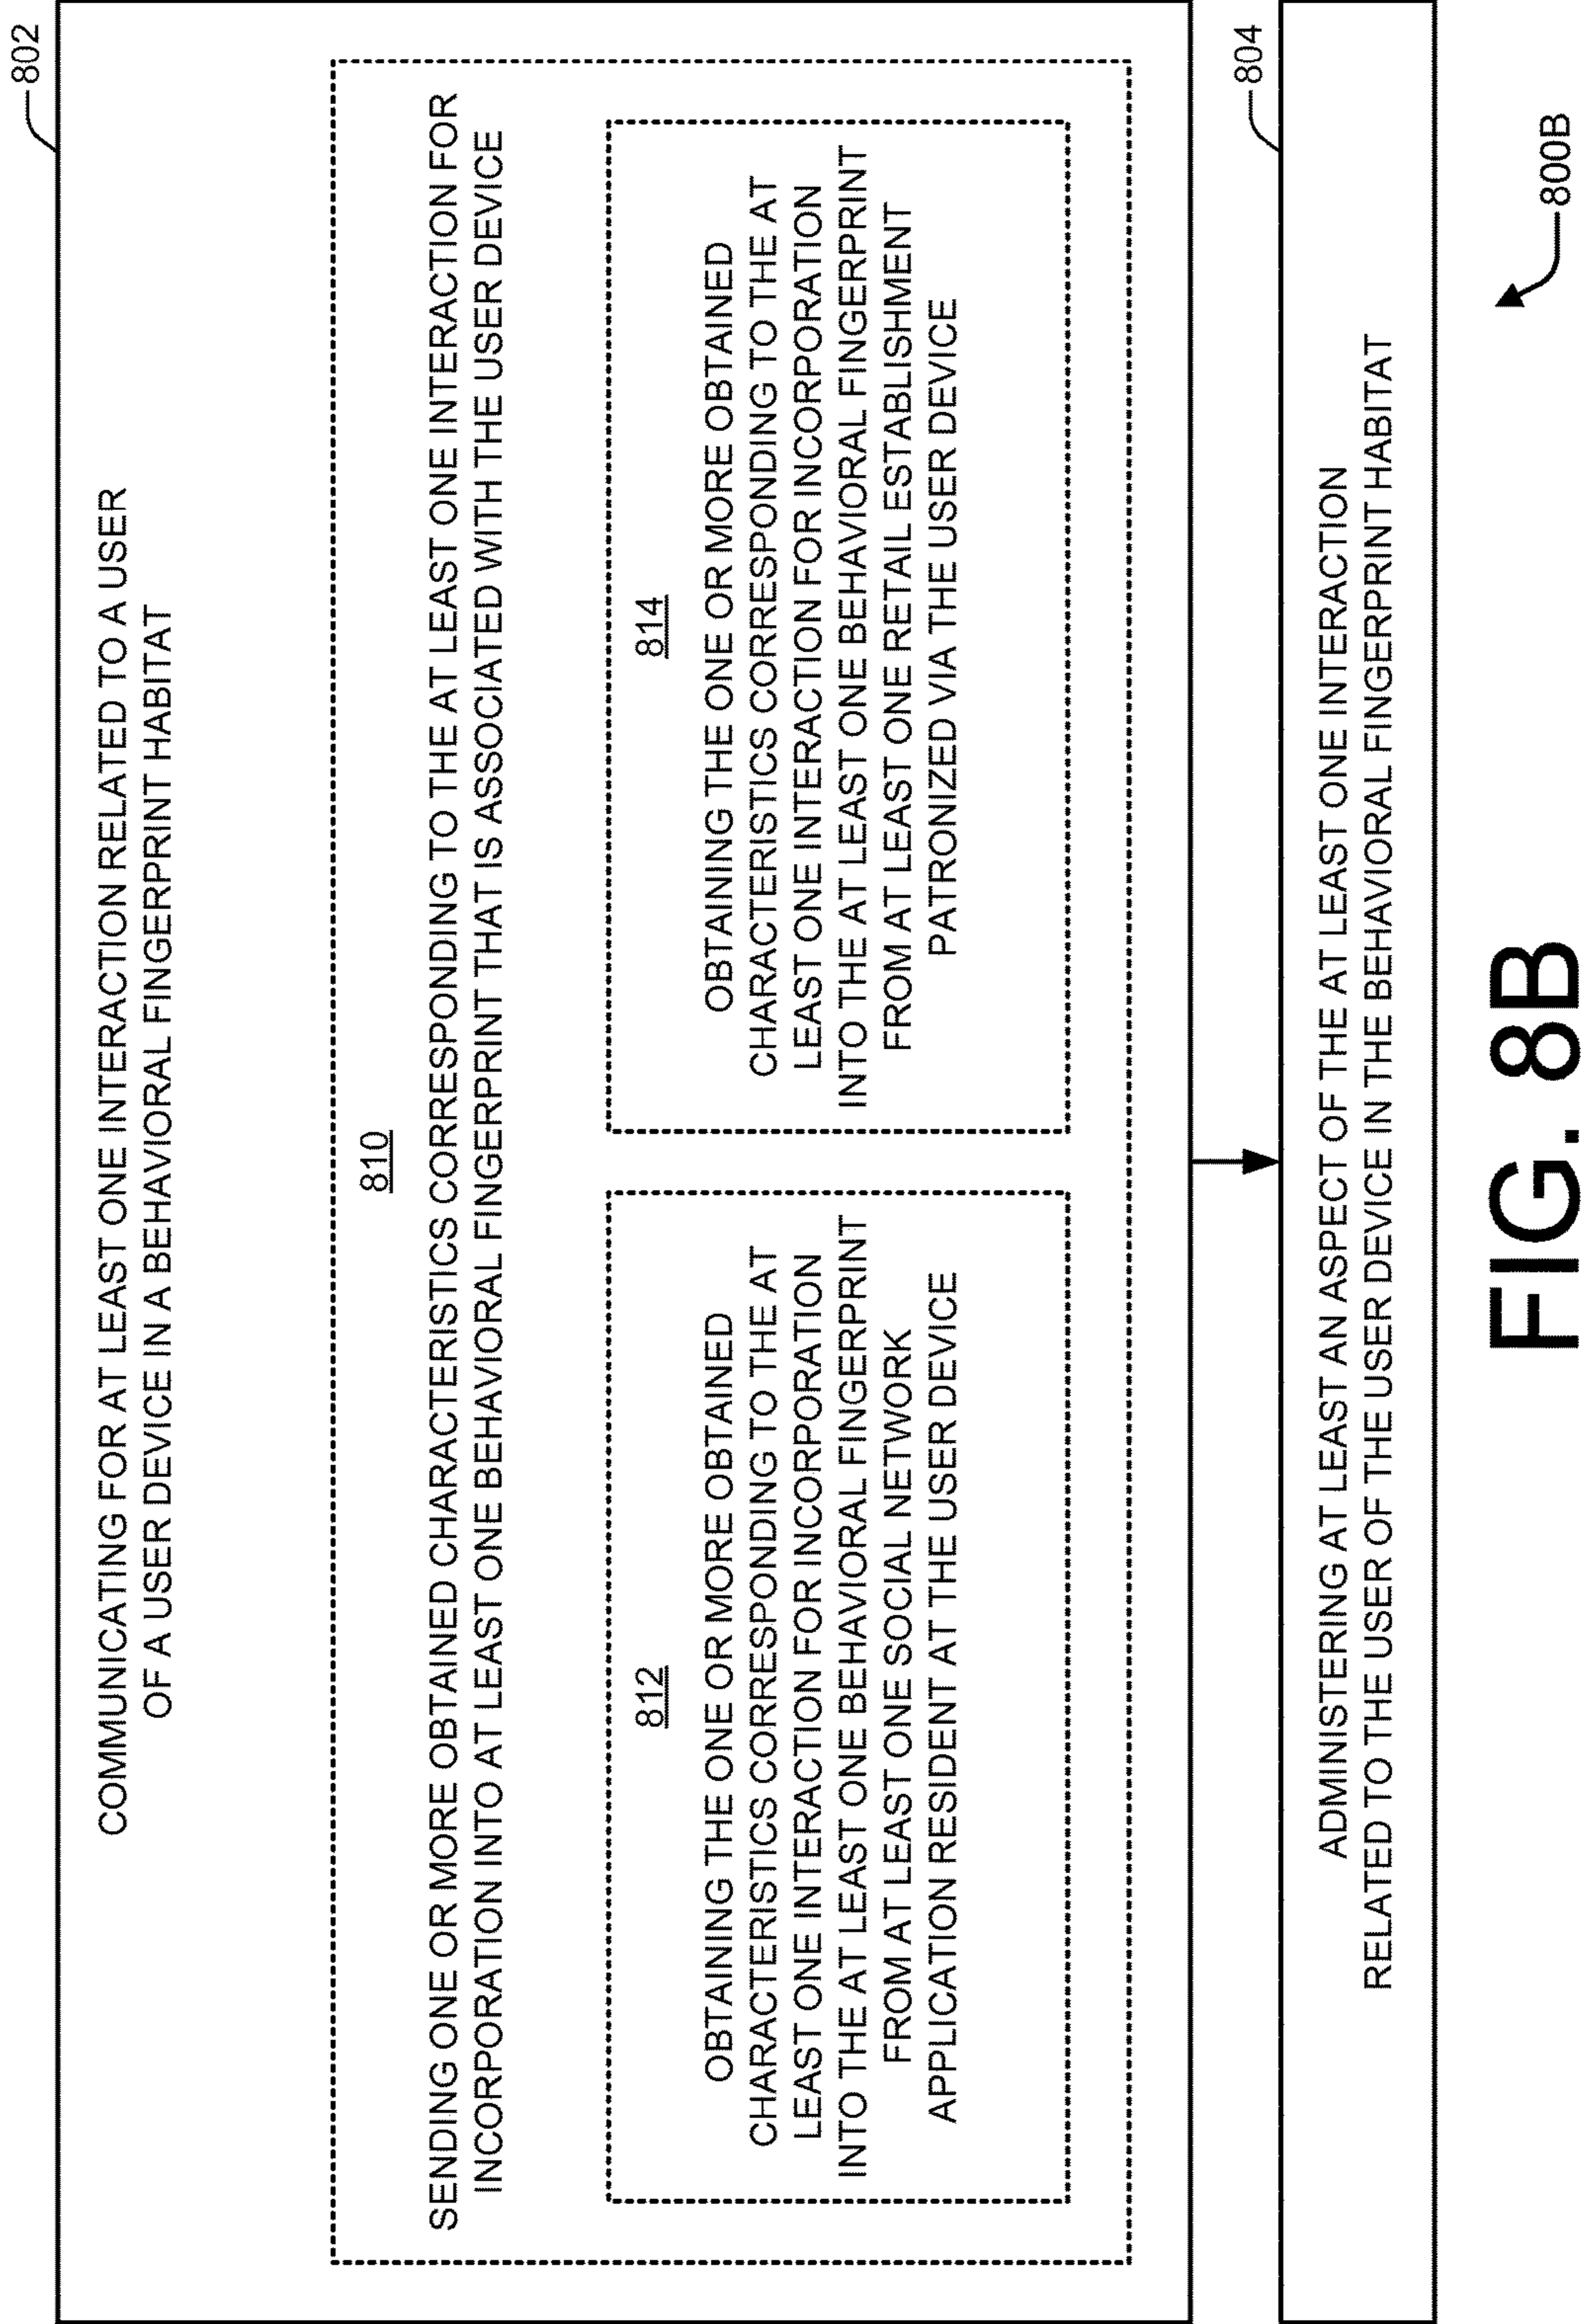 802
COMMUNICATING FOR AT LEAST ONE INTERACTION RELATED TO A USER
OF A USER DEVICE IN A BEHAVIORAL FINGERPRINT HABITAT
810
SENDING ONE OR MORE OBTAINED CHARACTERISTICS CORRESPONDING TO THE AT LEAST ONE INTERACTION FOR
INCORPORATION INTO AT LEAST ONE BEHAVIORAL FINGERPRINT THAT IS ASSOCIATED WITH THE USER DEVICE
812
OBTAINING THE ONE OR MORE OBTAINED
CHARACTERISTICS CORRESPONDING TO THE AT
LEAST ONE INTERACTION FOR INCORPORATION
INTO THE AT LEAST ONE BEHAVIORAL FINGERPRINT
FROM AT LEAST ONE SOCIAL NETWORK
APPLICATION RESIDENT AT THE USER DEVICE
814
OBTAINING THE ONE OR MORE OBTAINED
CHARACTERISTICS CORRESPONDING TO THE AT
LEAST ONE INTERACTION FOR INCORPORATION
INTO THE AT LEAST ONE BEHAVIORAL FINGERPRINT
FROM AT LEAST ONE RETAIL ESTABLISHMENT
PATRONIZED VIA THE USER DEVICE
804
ADMINISTERING AT LEAST AN ASPECT OF THE AT LEAST ONE INTERACTION
RELATED TO THE USER OF THE USER DEVICE IN THE BEHAVIORAL FINGERPRINT HABITAT
800B
FIG. 8B